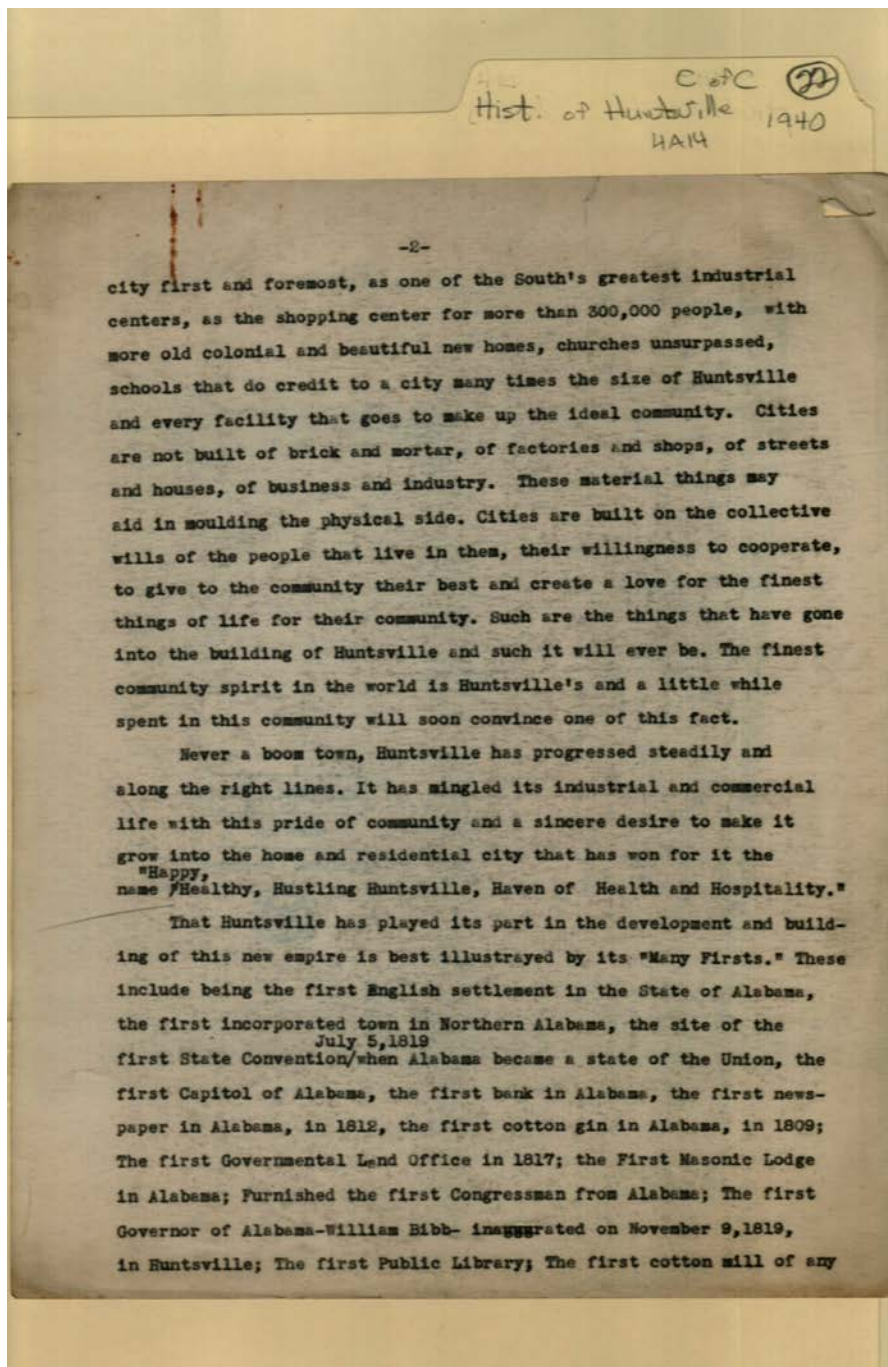 C of C 22
Hist. of Huntsville 1940
4A14
-2-
city first and foremost, as one of the South's greatest industrial
centers, as the shopping center for more than 300,000 people, with
more old colonial and beautiful new homes, churches unsurpassed,
schools that do credit to a city many times the size of Huntsville
and every facility that goes to make up the ideal community. Cities
are not built of brick and mortar, of factories and shops, of streets
and houses, of business and industry. These material things may
aid in moulding the physical side. Cities are built on the collective
wills of the people that live in them, their willingness to cooperate,
to give to the community their best and create a love for the finest
things of life for their community. Such are the things that have gone
into the building of Huntsville and such it will ever be. The finest
community spirit in the world is Huntsville's and a little while
spent in this community will soon convince one of this fact.
Never a boom town, Huntsville has progressed steadily and
along the right lines. It has mingled its industrial and commercial
life with this pride of community and a sincere desire to make it
grow into the home and residential city that has won for it the
"Happy,
name /Healthy, Hustling Huntsville, Haven of Health and Hospitality."
That Huntsville has played its part in the development and build-
ing of this new empire is best illustrayed by its "Many Firsts." These
include being the first English settlement in the State of Alabama,
the first incorporated town in Northern Alabama, the site of the
July 5,1819
first State Convention/when Alabama became a state of the Union, the
first Capitol of Alabama, the first bank in Alabama, the first news-
paper in Alabama, in 1812, the first cotton gin in Alabama, in 1809;
The first Governmental Land Office in 1817; the First Masonic Lodge
in Alabama; Furnished the first Congressman from Alabama; The first
Governor of Alabama-William Bibb- inaugurated on November 9,1819,
in Huntsville; The first Public Library; The first cotton mill of any